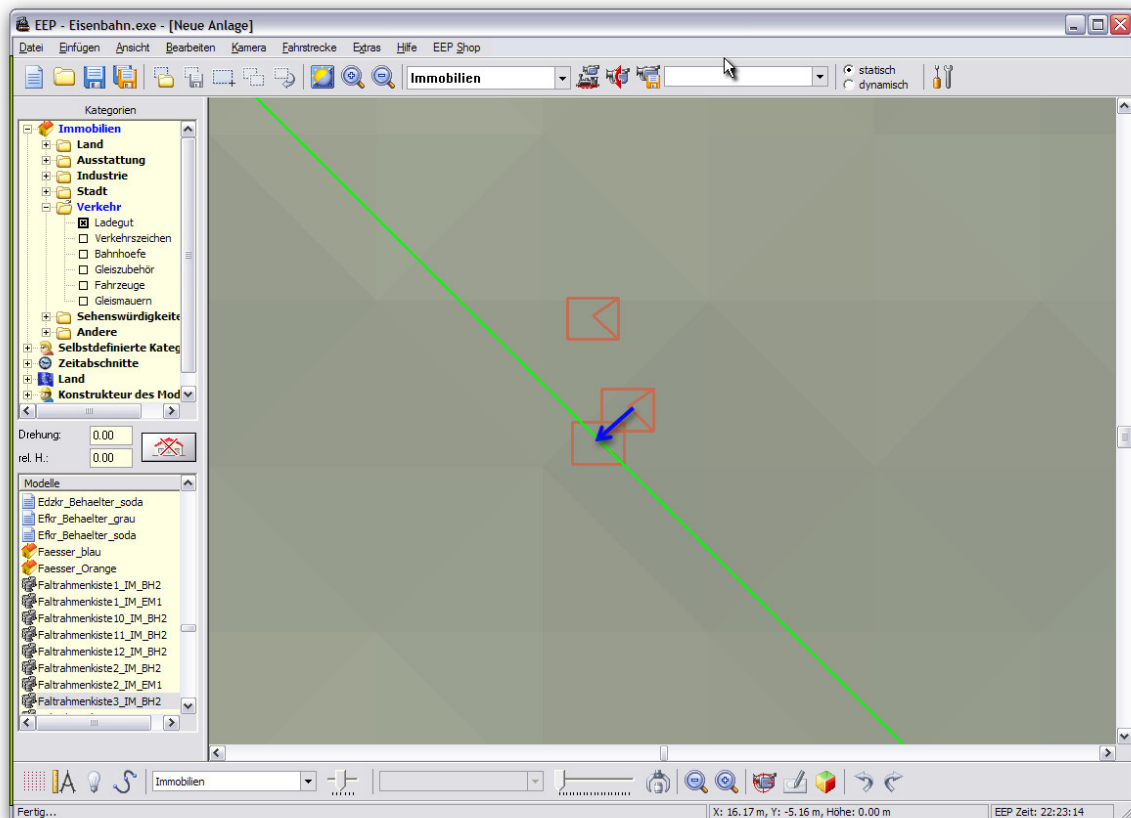 EEP - Eisenbahn.exe - [Neue Anlage]
Datei Einfügen Ansicht Bearbeiten Kamera Fahrstrecke Extras Hilfe EEP Shop
Immobilien
statisch
dynamisch
Kategorien
Immobilien
Land
Ausstattung
Industrie
Stadt
Verkehr
Ladegut
Verkehrszeichen
Bahnhoefe
Gleiszubehör
Fahrzeuge
Gleismauern
Sehenswürdigkeite
Andere
Selbstdefinierte Kateg
Zeitabschnitte
Land
Konstrukteur des Mod
Drehung: 0.00
rel. H.: 0.00
Modelle
Edzkr_Behaelter_soda
Efkr_Behaelter_grau
Efkr_Behaelter_soda
Faesser_blau
Faesser_Orange
Faltrahmenkiste1_IM_BH2
Faltrahmenkiste1_IM_EM1
Faltrahmenkiste10_IM_BH2
Faltrahmenkiste11_IM_BH2
Faltrahmenkiste12_IM_BH2
Faltrahmenkiste2_IM_BH2
Faltrahmenkiste2_IM_EM1
Faltrahmenkiste3_IM_BH2
Immobilien
Fertig... X: 16.17 m, Y: -5.16 m, Höhe: 0.00 m EEP Zeit: 22:23:14